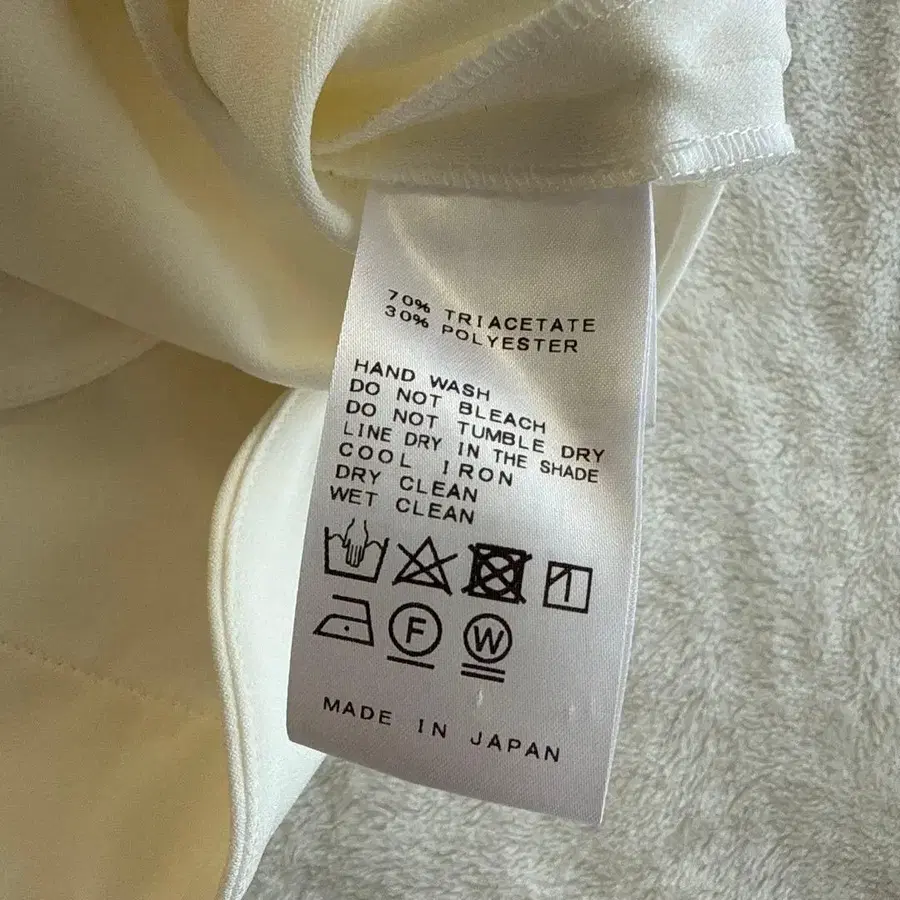 70% TRIACETATE
30% POLYESTER
HAND WASH
DO NOT BLEACH
DO NOT TUMBLE DRY
LINE DRY IN THE SHADE
COOL IRON
DRY CLEAN
WET CLEAN
F W
MADE IN JAPAN